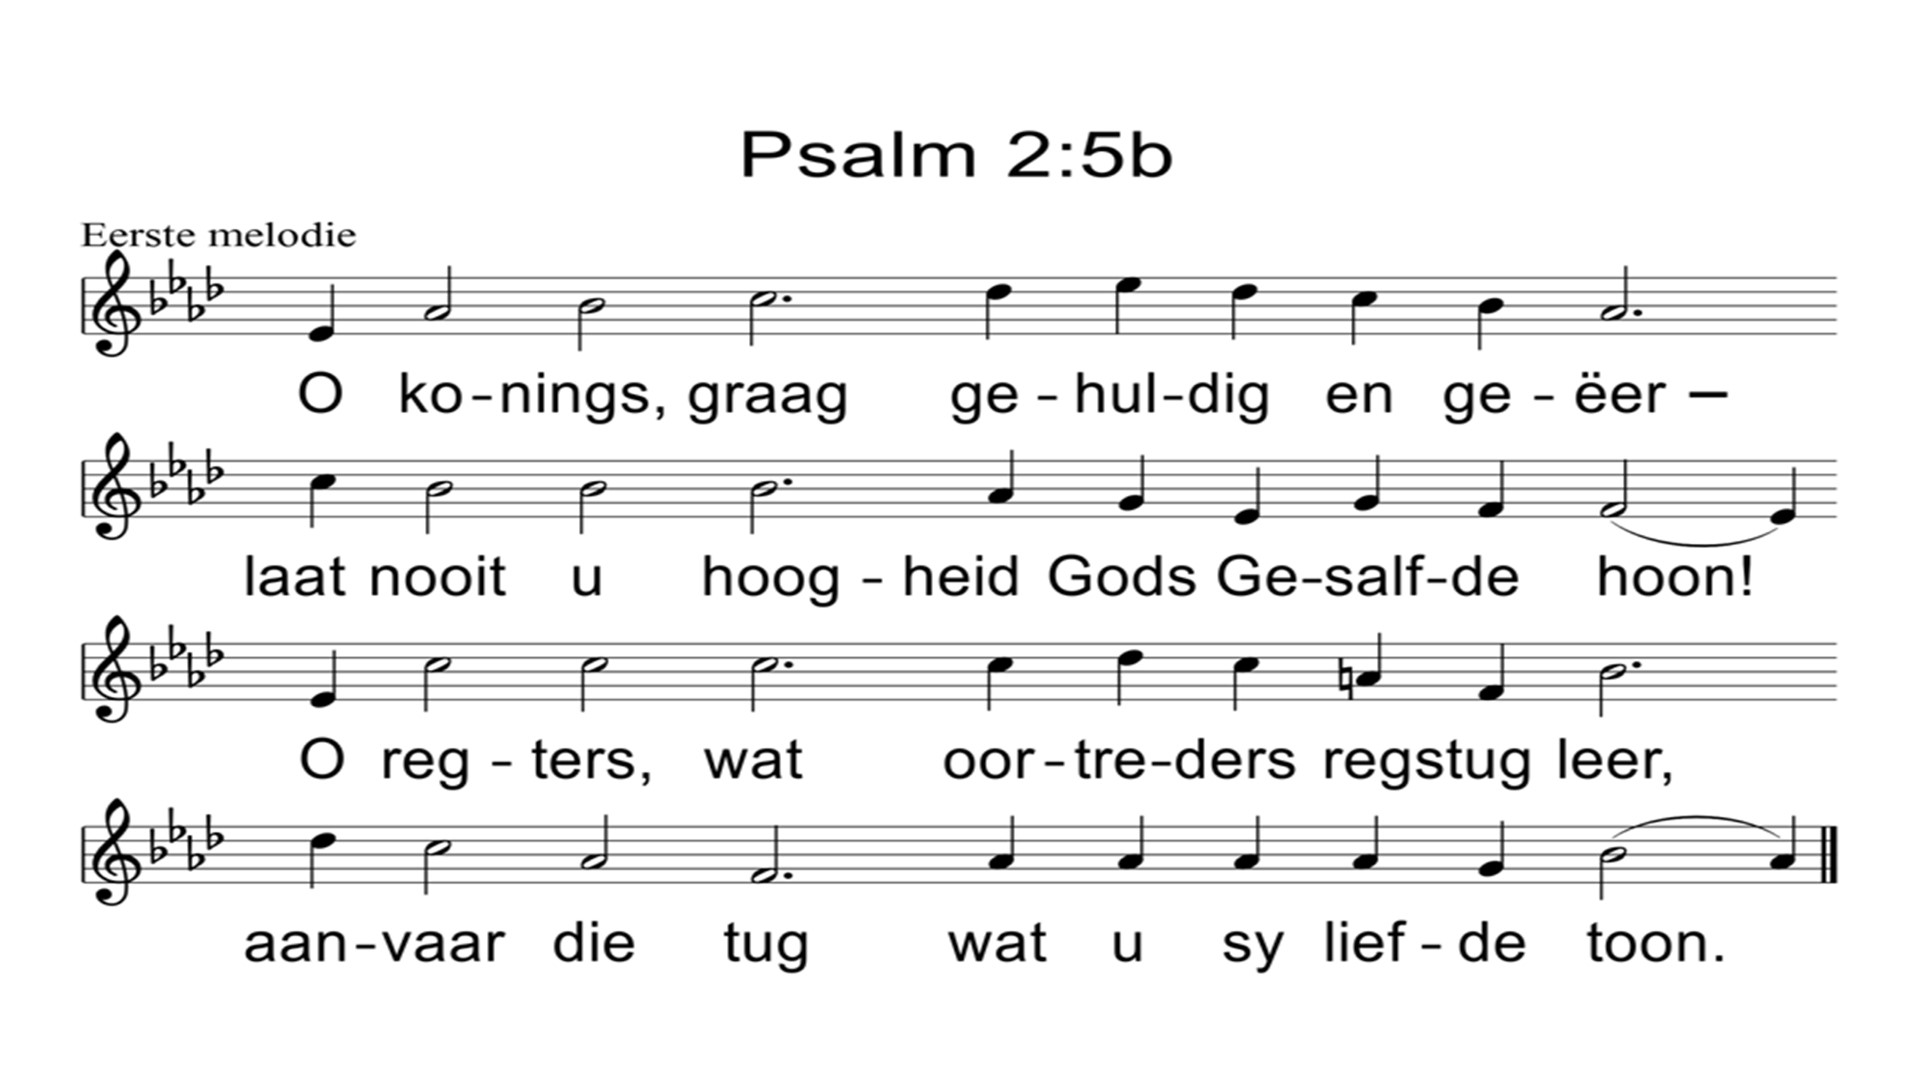 Psalm 2:5b
Eerste melodie
O ko-nings, graag ge-hul-dig en ge-ëer –
laat nooit u hoog-heid Gods Ge-salf-de hoon!
O reg-ters, wat oor-tre-ders regstug leer,
aan-vaar die tug wat u sy lief-de toon.